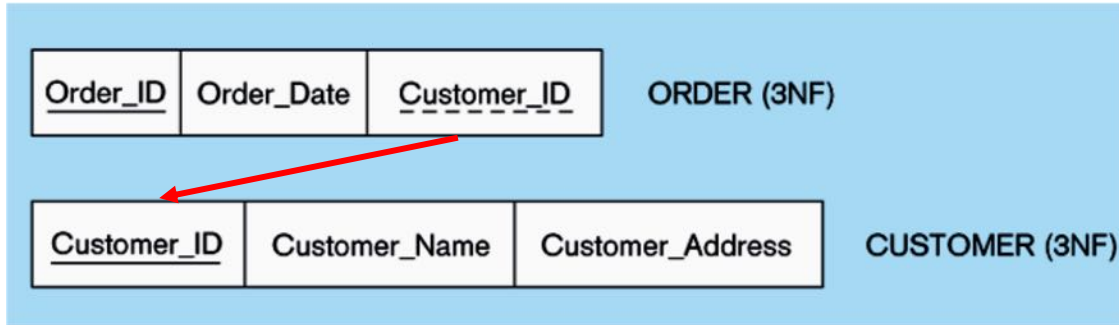 Order_ID Order_Date Customer_ID ORDER (3NF)
Customer_ID Customer_Name Customer_Address CUSTOMER (3NF)